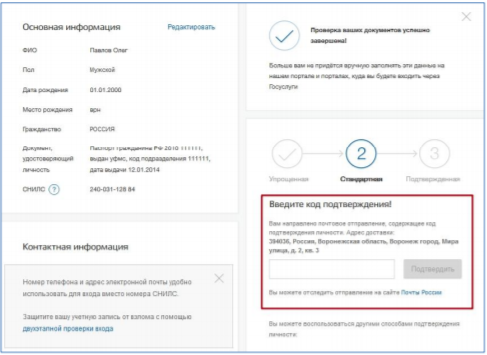 Основная информация
Редактировать
ФИО
Павлов Олег
Пол
Мужской
Дата рождения
01.01.2000
Место рождения
врн
Гражданство
РОССИЯ
Документ,
удостоверяющий
личность
Паспорт гражданина РФ 2010 111111,
выдан уфмс, код подразделения 111111,
дата выдачи 12.01.2014
СНИЛС ?
240-031-128 84
Контактная информация
Номер телефона и адрес электронной почты удобно
использовать для входа вместо номера СНИЛС.
Защитите вашу учетную запись от взлома с помощью
двухэтапной проверки входа
Проверка ваших документов успешно
завершена!
Больше вам не придётся вручную заполнять эти данные на
нашем портале и порталах, куда вы будете входить через
Госуслуги
2
3
Упрощенная
Стандартная
Подтвержденная
Введите код подтверждения!
Вам направлено почтовое отправление, содержащее код
подтверждения личности. Адрес доставки:
394036, Россия, Воронежская область, Воронеж город, Мира
улица, д. 2, кв. 3
Подтвердить
Вы можете отследить отправление на сайте Почты России
Вы можете воспользоваться другими способами подтверждения
личности: